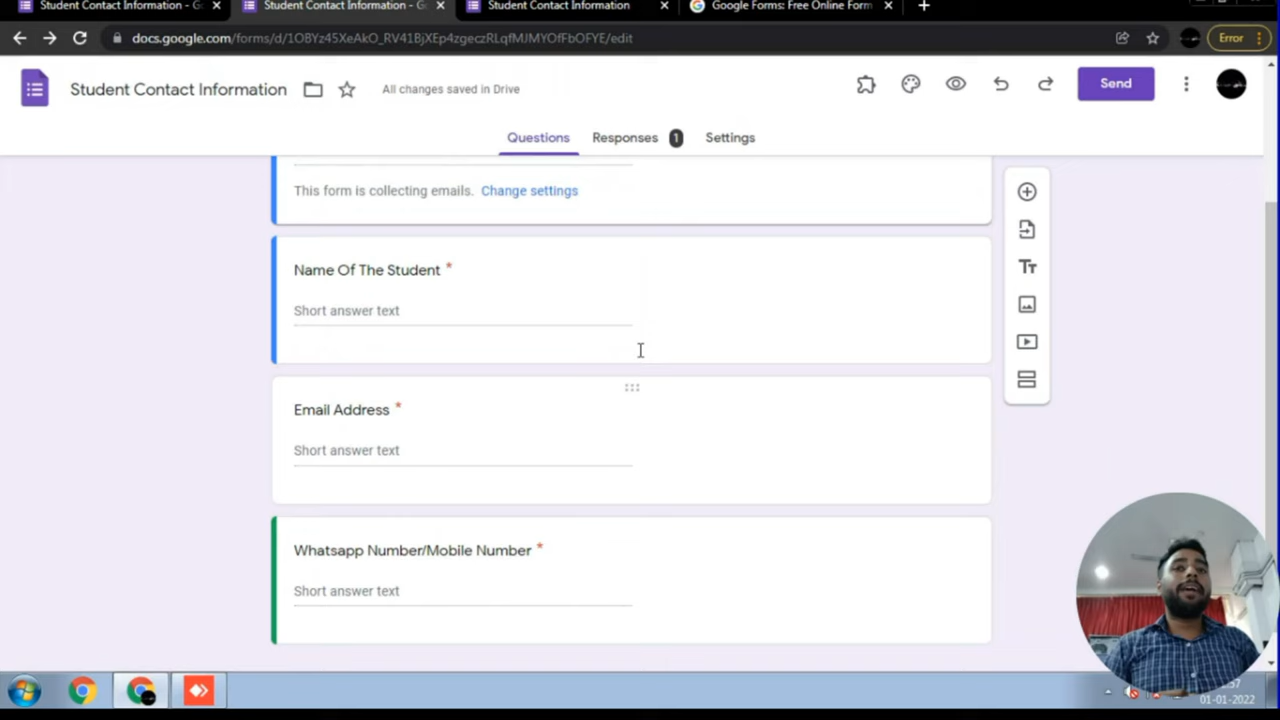 Student Contact Information - G
Student Contact Information - G
Student Contact Information
Google Forms: Free Online Form
docs.google.com/forms/d/1OBYz45XeAkO_RV41BjXEp4zgeczRLqfMJMYOfFbOFYE/edit
Error
Student Contact Information
All changes saved in Drive
Send
Questions
Responses 1
Settings
This form is collecting emails. Change settings
Name Of The Student *
Short answer text
Tт
Email Address *
Short answer text
Whatsapp Number/Mobile Number *
Short answer text
01-01-2022